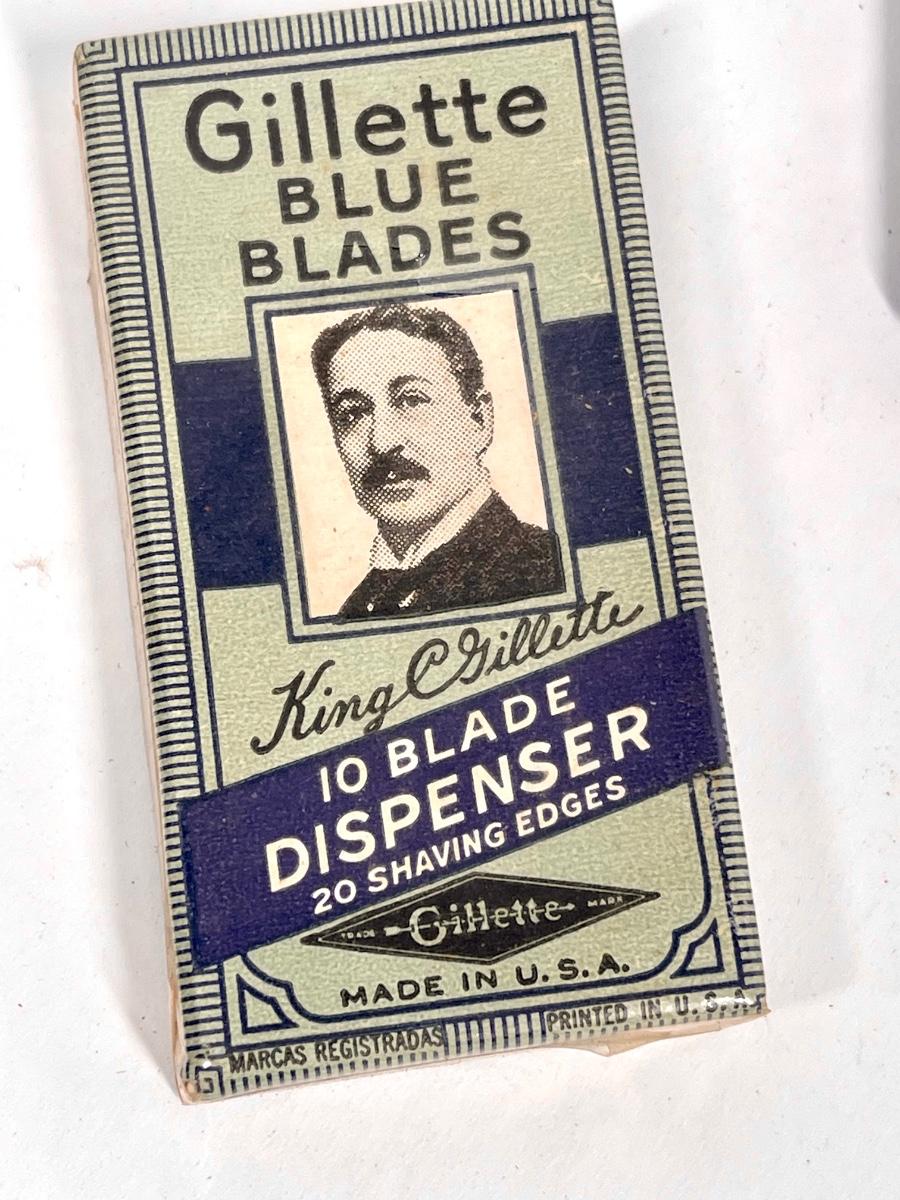 Gillette
BLUE
BLADES
King C Gillette
10 BLADE
DISPENSER
20 SHAVING EDGES
TRADE Gillette MARK
MADE IN U.S.A.
MARCAS REGISTRADAS PRINTED IN U.S.A.